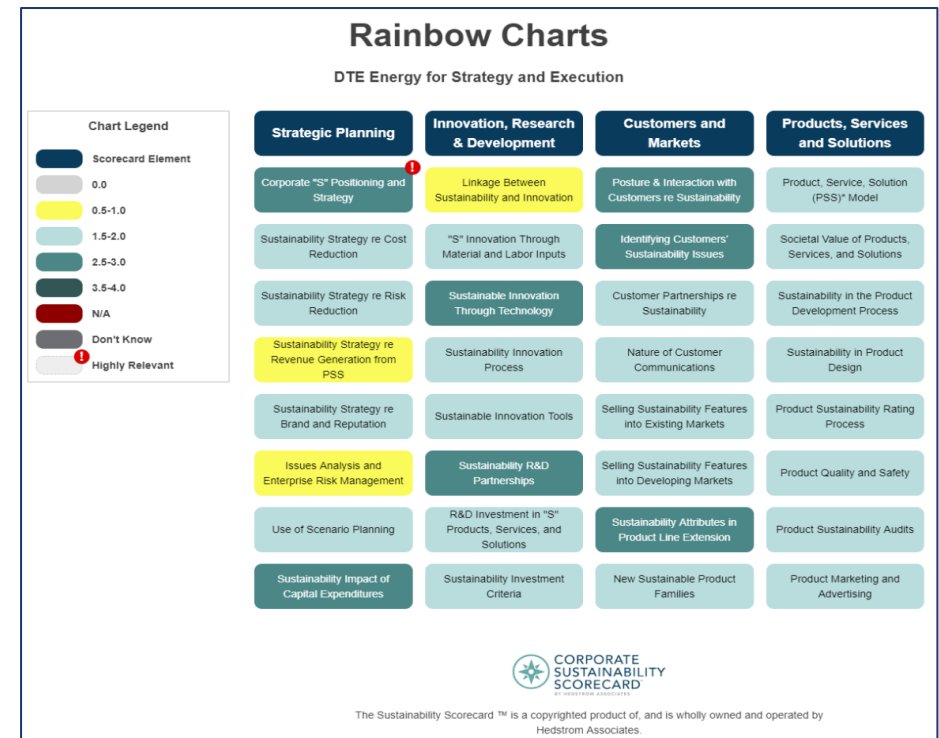 Rainbow Charts
DTE Energy for Strategy and Execution
Chart Legend
Scorecard Element
0.0
0.5-1.0
1.5-2.0
2.5-3.0
3.5-4.0
N/A
Don't Know
!
Highly Relevant
Strategic Planning
!
Corporate "S" Positioning and
Strategy
Sustainability Strategy re Cost
Reduction
Sustainability Strategy re Risk
Reduction
Sustainability Strategy re
Revenue Generation from
PSS
Sustainability Strategy re
Brand and Reputation
Issues Analysis and
Enterprise Risk Management
Use of Scenario Planning
Sustainability Impact of
Capital Expenditures
Innovation, Research
& Development
Linkage Between
Sustainability and Innovation
"S" Innovation Through
Material and Labor Inputs
Sustainable Innovation
Through Technology
Sustainability Innovation
Process
Sustainable Innovation Tools
Sustainability R&D
Partnerships
R&D Investment in "S"
Products, Services, and
Solutions
Sustainability Investment
Criteria
Customers and
Markets
Posture & Interaction with
Customers re Sustainability
Identifying Customers'
Sustainability Issues
Customer Partnerships re
Sustainability
Nature of Customer
Communications
Selling Sustainability Features
into Existing Markets
Selling Sustainability Features
into Developing Markets
Sustainability Attributes in
Product Line Extension
New Sustainable Product
Families
Products, Services
and Solutions
Product, Service, Solution
(PSS)* Model
Societal Value of Products,
Services, and Solutions
Sustainability in the Product
Development Process
Sustainability in Product
Design
Product Sustainability Rating
Process
Product Quality and Safety
Product Sustainability Audits
Product Marketing and
Advertising
CORPORATE
SUSTAINABILITY
SCORECARD
BY HEDSTROM ASSOCIATES
The Sustainability Scorecard ™ is a copyrighted product of, and is wholly owned and operated by
Hedstrom Associates.